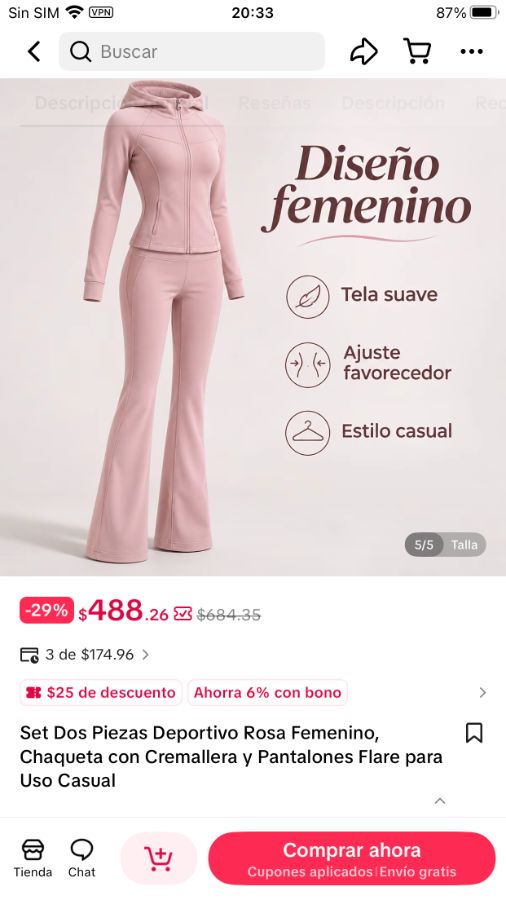 Sin SIM VPN 20:33 87%
Buscar
Descripción Reseñas Descripción
Diseño
femenino
Tela suave
Ajuste
favorecedor
Estilo casual
5/5 Talla
-29% $488.26 $684.35
3 de $174.96
$25 de descuento Ahorra 6% con bono
Set Dos Piezas Deportivo Rosa Femenino,
Chaqueta con Cremallera y Pantalones Flare para
Uso Casual
Comprar ahora
Tienda Chat Cupones aplicados | Envío gratis